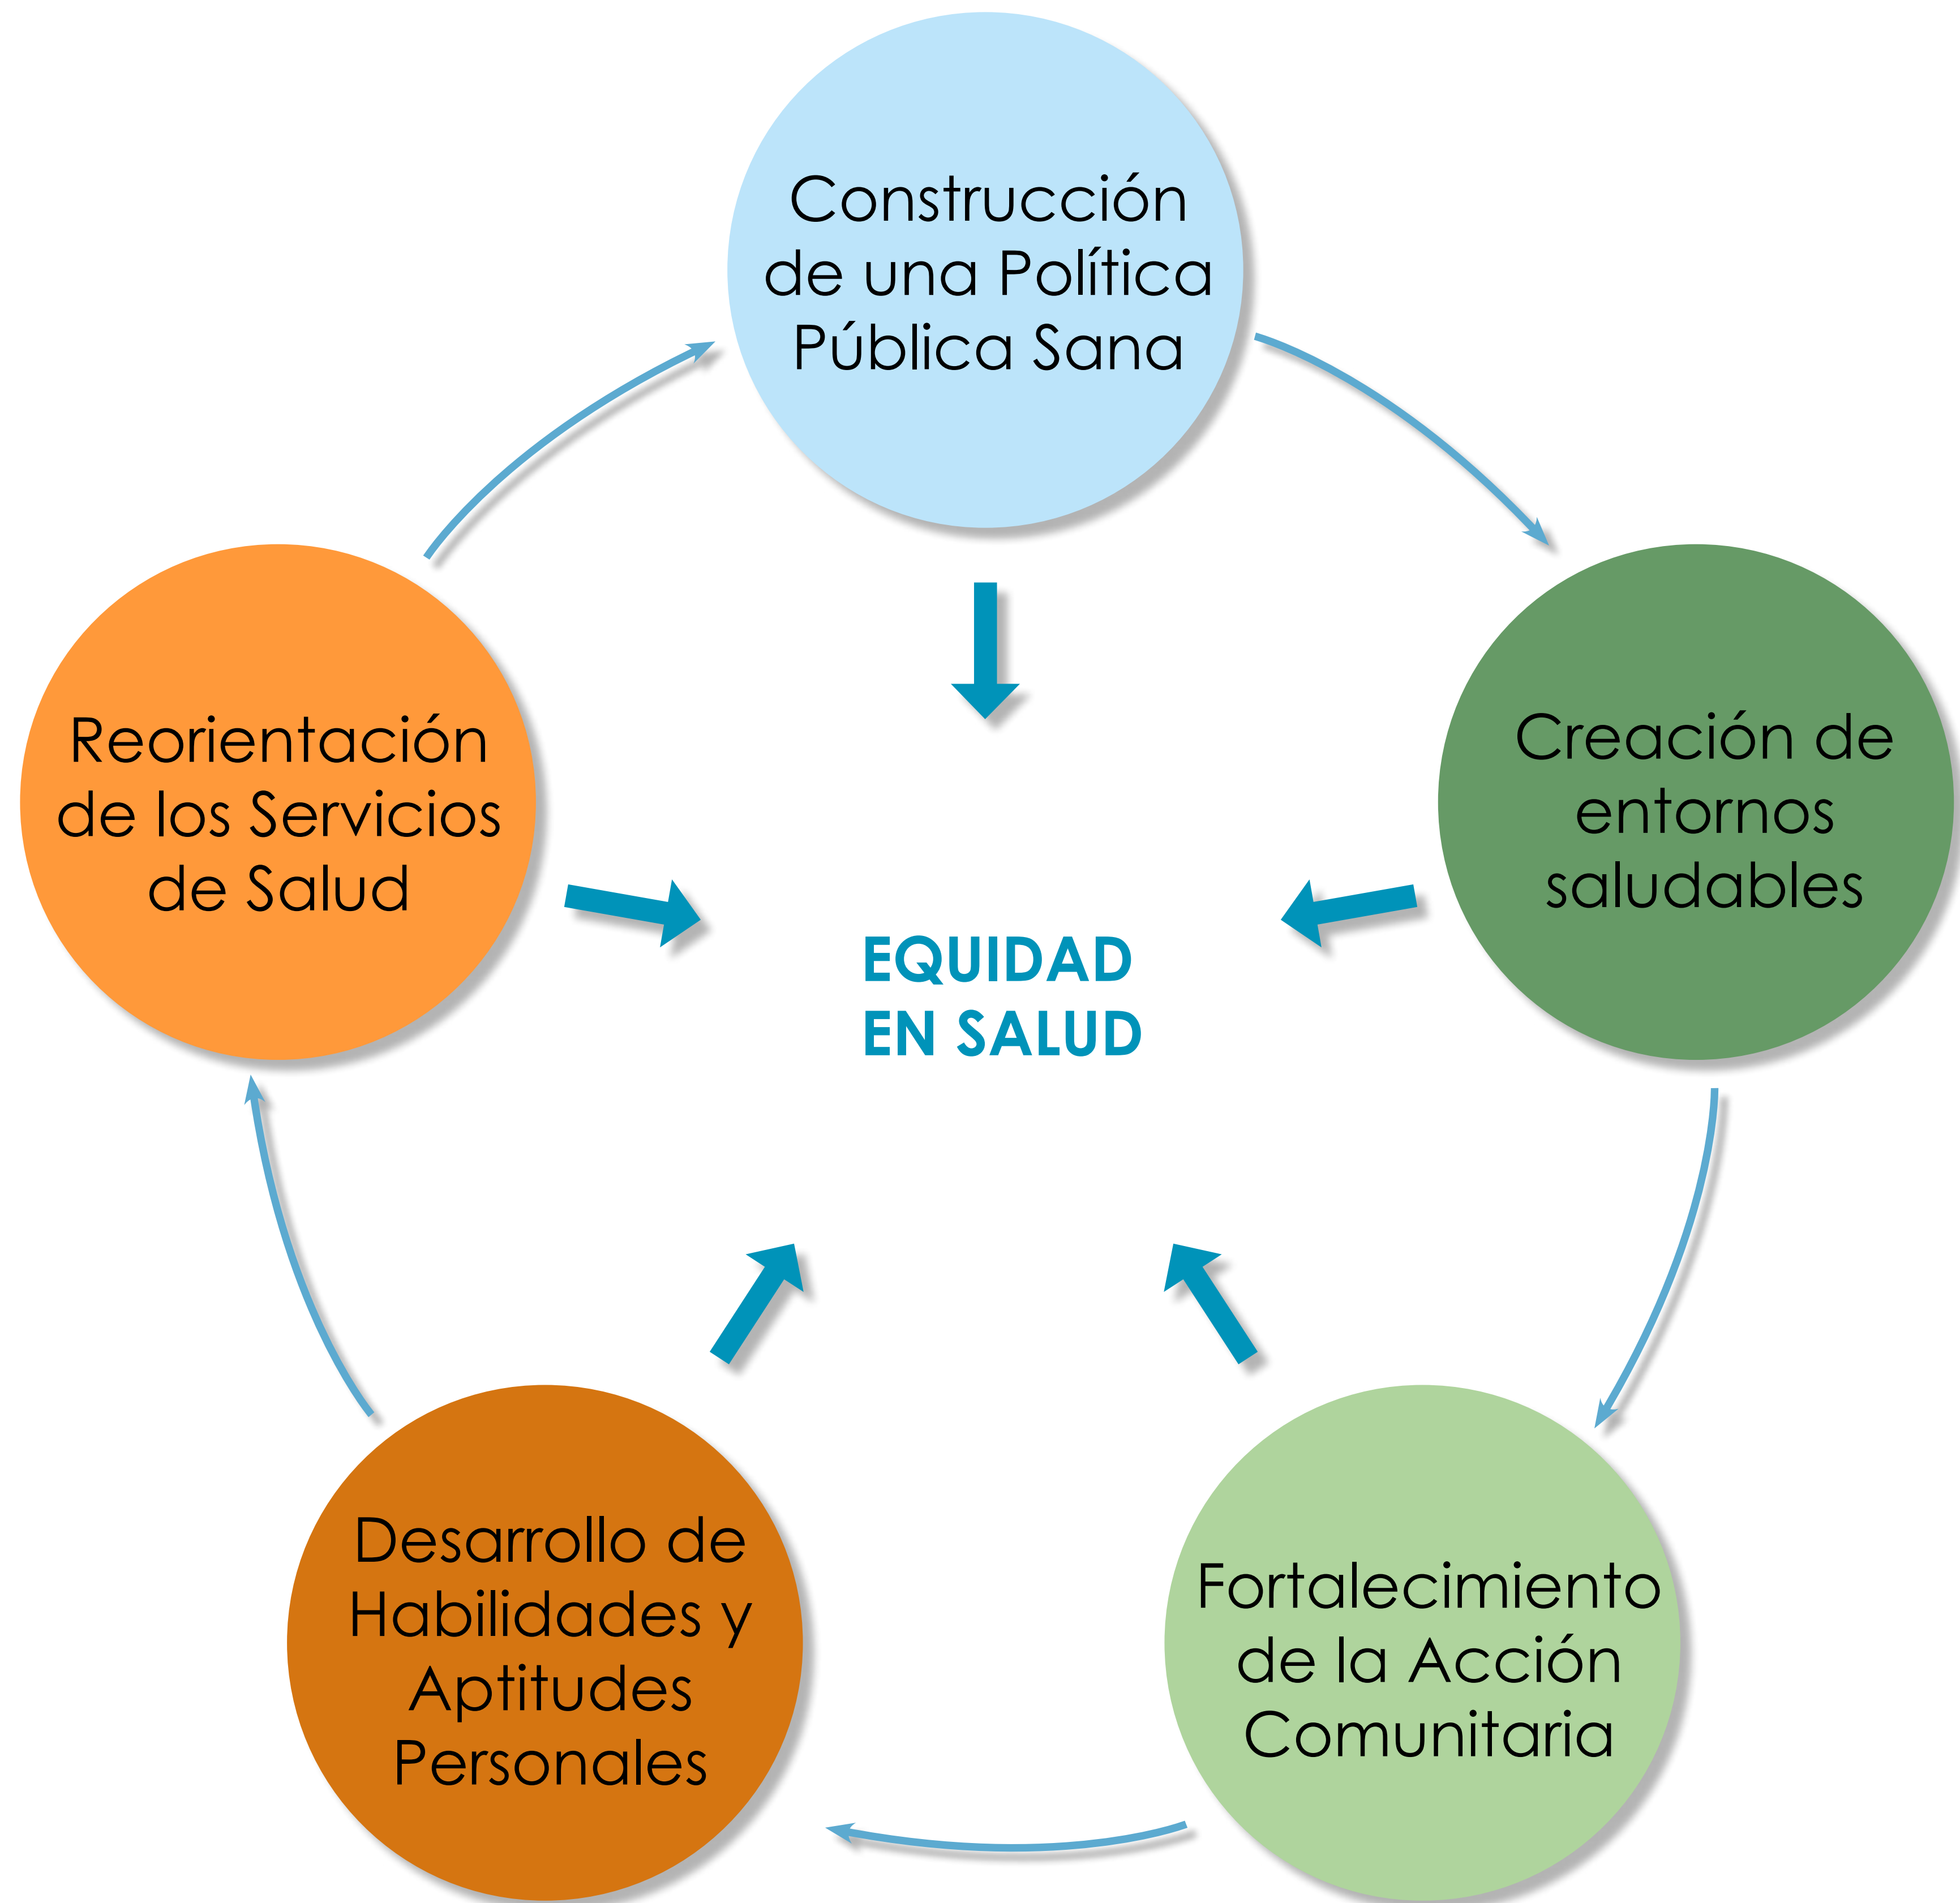 Construcción
de una Política
Pública Sana
Creación de
entornos
saludables
Fortalecimiento
de la Acción
Comunitaria
Desarrollo de
Habilidades y
Aptitudes
Personales
Reorientación
de los Servicios
de Salud
EQUIDAD
EN SALUD